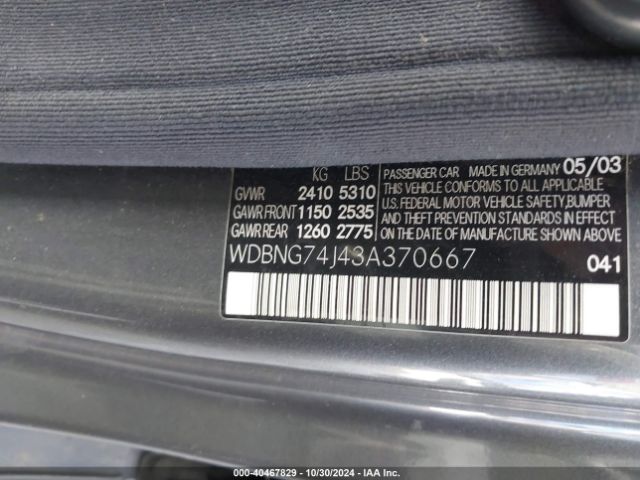 KG LBS
GVWR 2410 5310
GAWR FRONT 1150 2535
GAWR REAR 1260 2775
PASSENGER CAR MADE IN GERMANY 05/03
THIS VEHICLE CONFORMS TO ALL APPLICABLE
U.S. FEDERAL MOTOR VEHICLE SAFETY, BUMPER
AND THEFT PREVENTION STANDARDS IN EFFECT
ON THE DATE OF MANUFACTURE SHOWN ABOVE
WDBNG74J43A370667
041
000-40467829 - 10/30/2024 - IAA Inc.